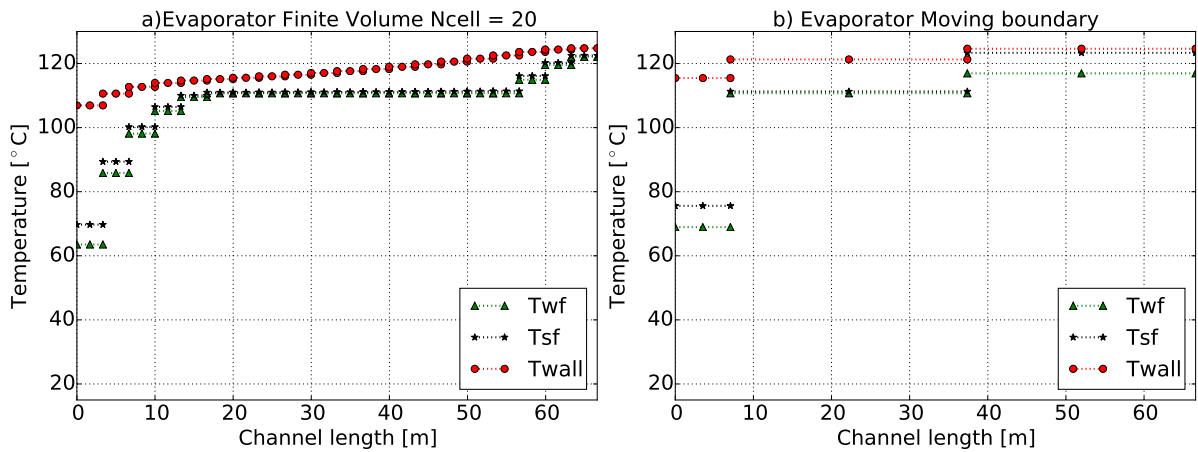 a)Evaporator Finite Volume Ncell = 20
120
100
80
60
40
20
0 10 20 30 40 50 60
Temperature [°C]
Channel length [m]
Twf
Tsf
Twall
b) Evaporator Moving boundary
120
100
80
60
40
20
0 10 20 30 40 50 60
Temperature [°C]
Channel length [m]
Twf
Tsf
Twall